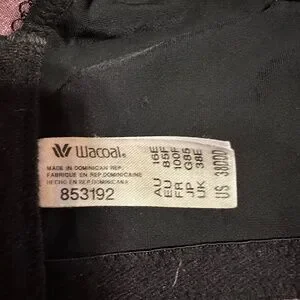 Wacoal®
MADE IN DOMINICAN REP.
FABRIQUE EN REP. DOMINICAINE
HECHO EN REP. DOMINICANA
853192
AU 16E
EU 85F
FR 100F
JP G85
UK 38E
US 38DDD